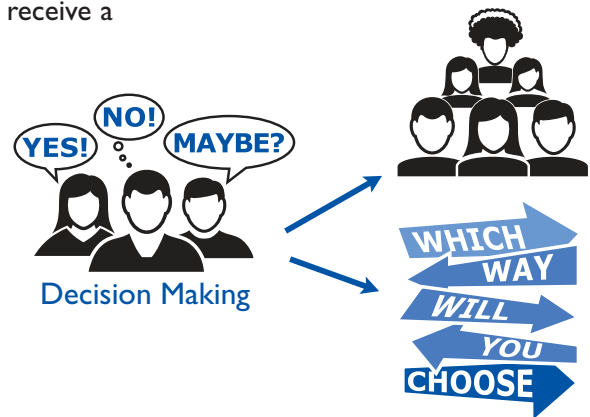 receive a
NO!
YES!
MAYBE?
Decision Making
WHICH
WAY
WILL
YOU
CHOOSE